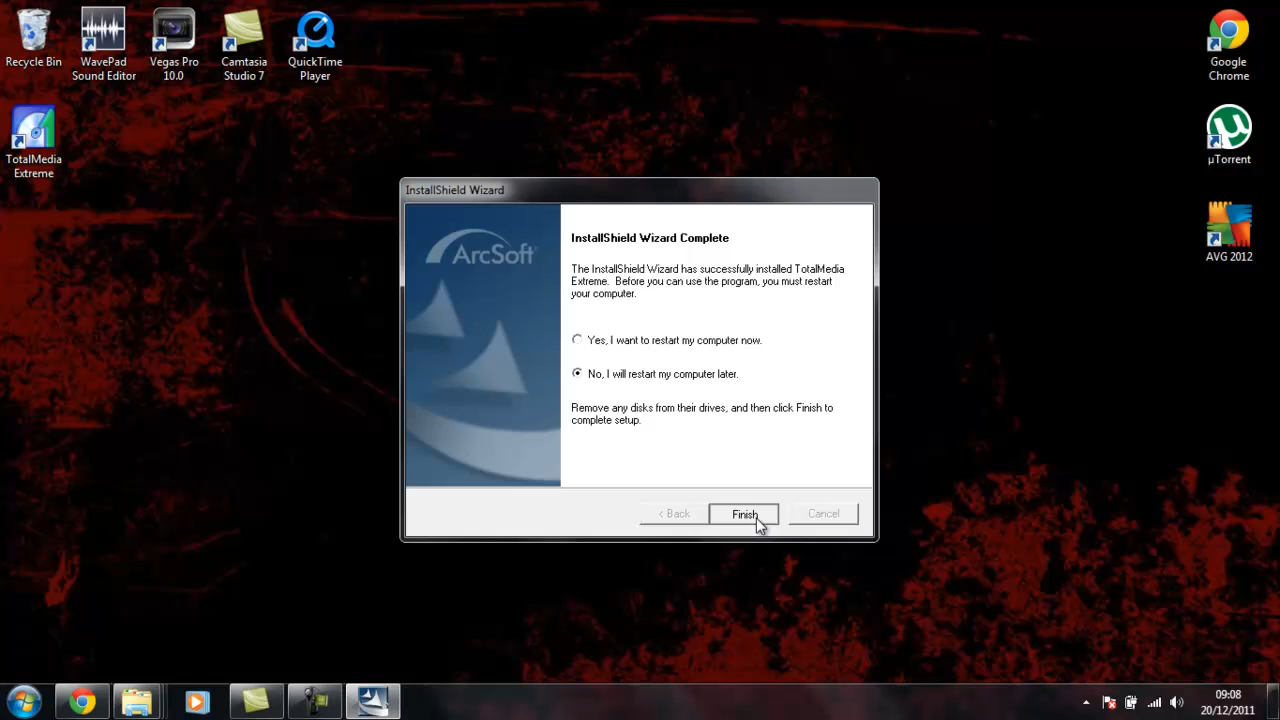 Recycle Bin
WavePad
Sound Editor
Vegas Pro
10.0
Camtasia
Studio 7
QuickTime
Player
Google
Chrome
TotalMedia
Extreme
µTorrent
AVG 2012
InstallShield Wizard
ArcSoft
InstallShield Wizard Complete
The InstallShield Wizard has successfully installed TotalMedia
Extreme. Before you can use the program, you must restart
your computer.
Yes, I want to restart my computer now.
No, I will restart my computer later.
Remove any disks from their drives, and then click Finish to
complete setup.
< Back
Finish
Cancel
09:08
20/12/2011